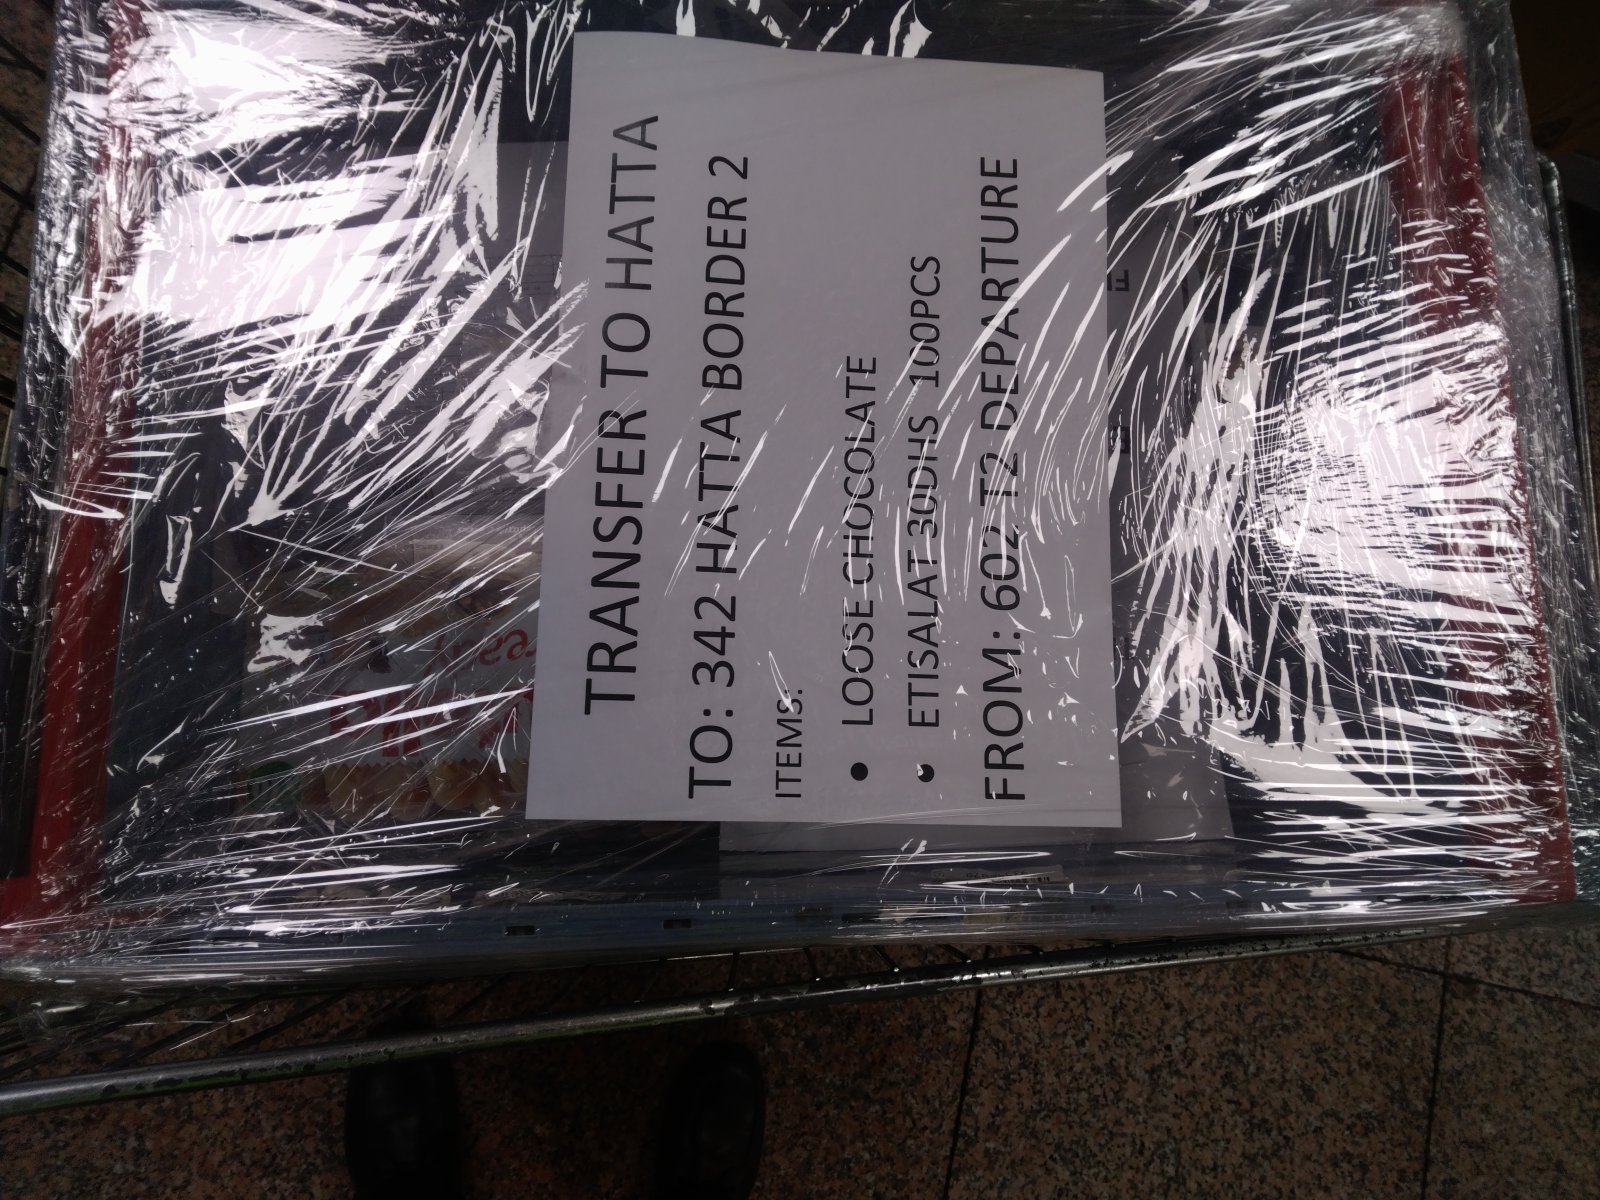 TRANSFER TO HATTA
TO: 342 HATTA BORDER 2
ITEMS:
● LOOSE CHOCOLATE
● ETISALAT 30DHS 100PCS
FROM: 602 T2 DEPARTURE